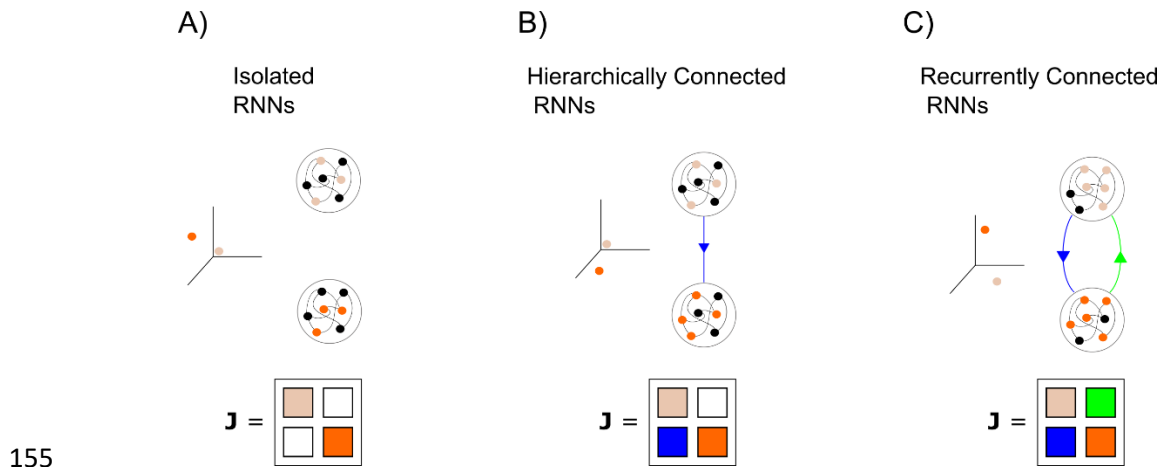 A)
Isolated
RNNs
J =
B)
Hierarchically Connected
RNNs
J =
C)
Recurrently Connected
RNNs
J =
155